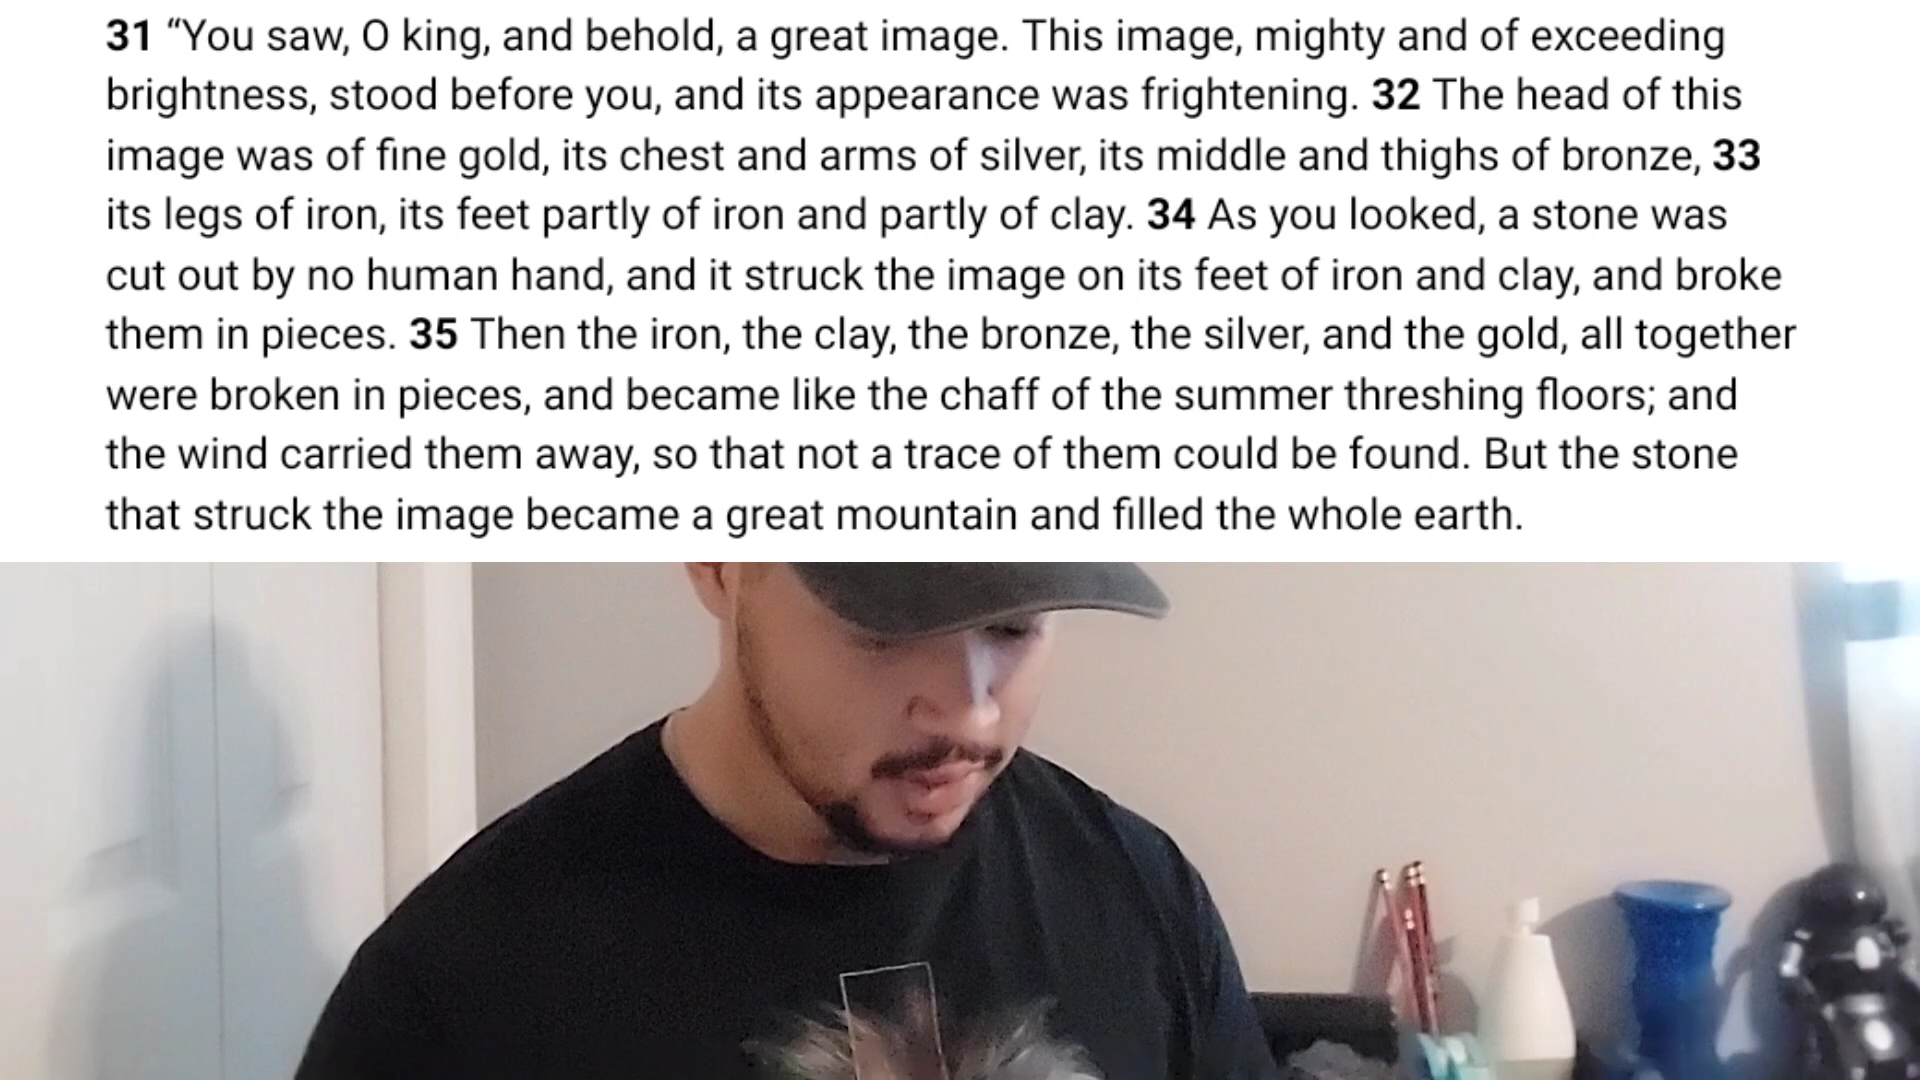 31 “You saw, O king, and behold, a great image. This image, mighty and of exceeding
brightness, stood before you, and its appearance was frightening. 32 The head of this
image was of fine gold, its chest and arms of silver, its middle and thighs of bronze, 33
its legs of iron, its feet partly of iron and partly of clay. 34 As you looked, a stone was
cut out by no human hand, and it struck the image on its feet of iron and clay, and broke
them in pieces. 35 Then the iron, the clay, the bronze, the silver, and the gold, all together
were broken in pieces, and became like the chaff of the summer threshing floors; and
the wind carried them away, so that not a trace of them could be found. But the stone
that struck the image became a great mountain and filled the whole earth.